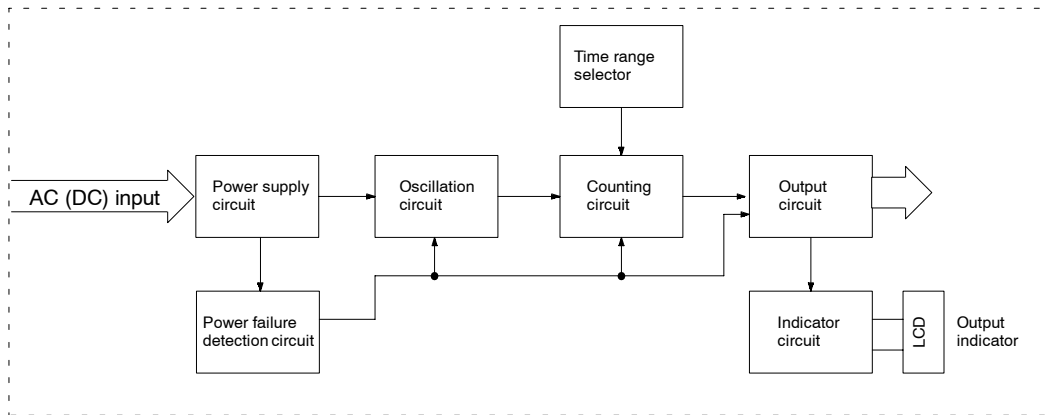 Time range
selector
AC (DC) input
Power supply
circuit
Oscillation
circuit
Counting
circuit
Output
circuit
Power failure
detection circuit
Indicator
circuit
LCD
Output
indicator